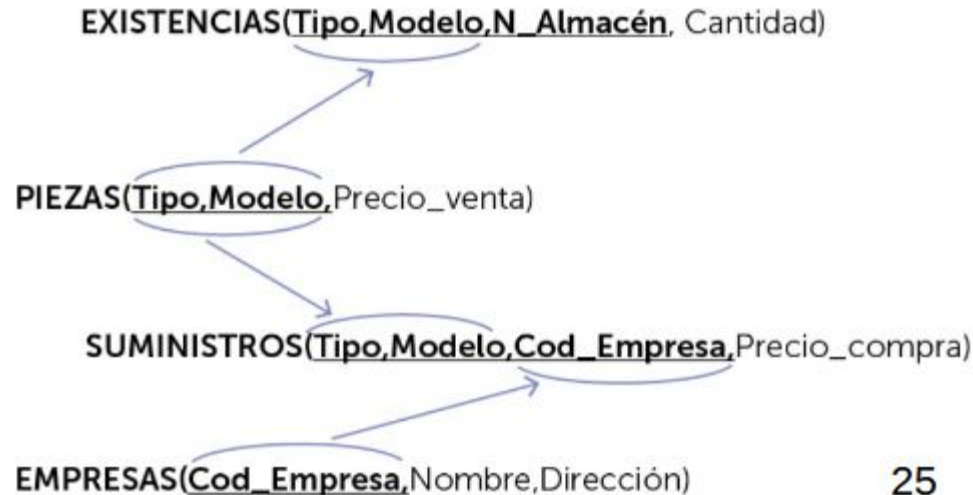 EXISTENCIAS(Tipo,Modelo,N_Almacén, Cantidad)
PIEZAS(Tipo,Modelo,Precio_venta)
SUMINISTROS(Tipo,Modelo,Cod_Empresa,Precio_compra)
EMPRESAS(Cod_Empresa,Nombre,Dirección)
25